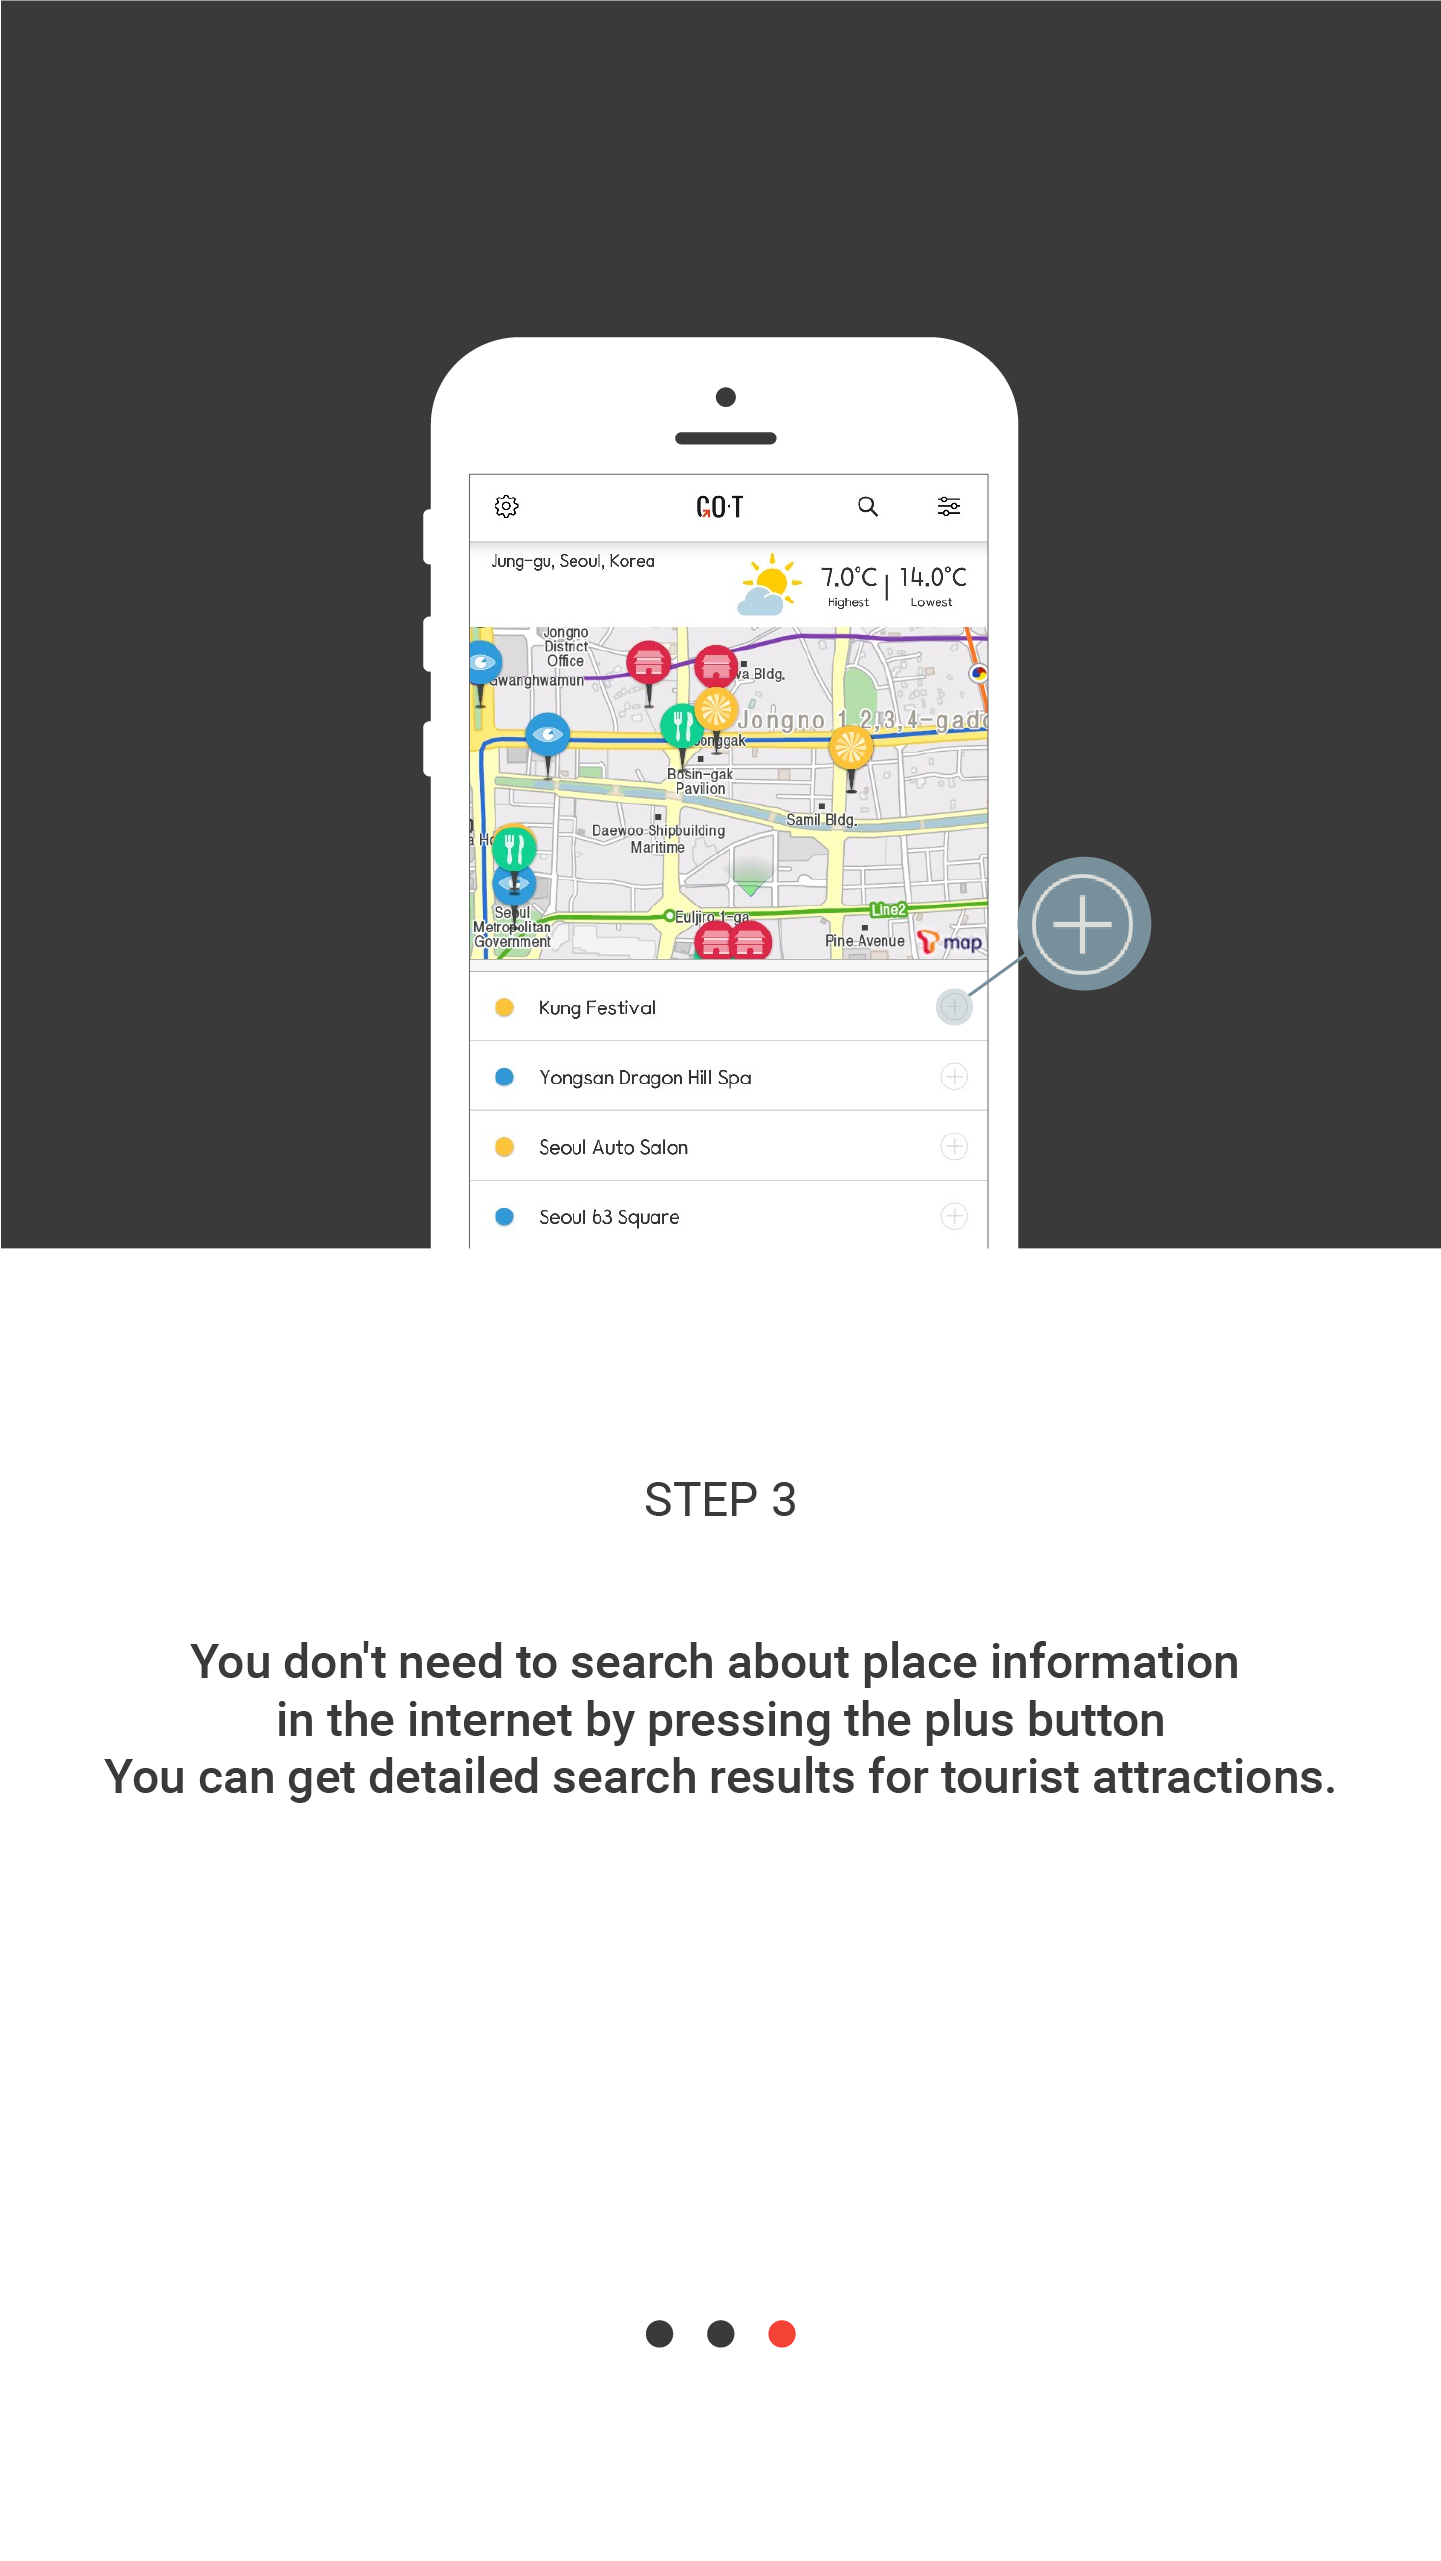 GO·T
Jung-gu, Seoul, Korea
7.0°C | 14.0°C
Highest Lowest
Jongno
District
Office
Gwanghwamun
va Bldg.
Jongno 1,2,3,4-gado
Jonggak
Bosin-gak
Pavilion
Samil Bldg.
Daewoo Shipbuilding
Maritime
a Ho
Seoul
Metropolitan
Government
Euljiro 1-ga
Line2
Pine Avenue
T map
Kung Festival
Yongsan Dragon Hill Spa
Seoul Auto Salon
Seoul 63 Square
STEP 3
You don't need to search about place information
in the internet by pressing the plus button
You can get detailed search results for tourist attractions.